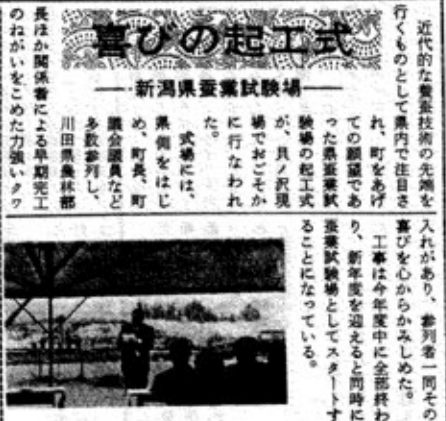 喜びの起工式
新潟県蚕業試験場
近代的な養蚕技術の先端を
行くものとして県内で注目さ
れ、町をあげ
ての願望であ
った県蚕業試
験場の起工式
が、貝ノ沢現
場でおごそか
に行なわれ
た。
式場には、
県側をはじ
め、町長、町
議会議員など
多数参列し、
川田県農林部
長ほか関係者による早期完工
のねがいをこめた力強いクワ
入れがあり、参列者一同その
喜びを心からかみしめた。
工事は今年度中に全部終わ
り、新年度を迎えると同時に
蚕業試験場としてスタートす
ることになっている。